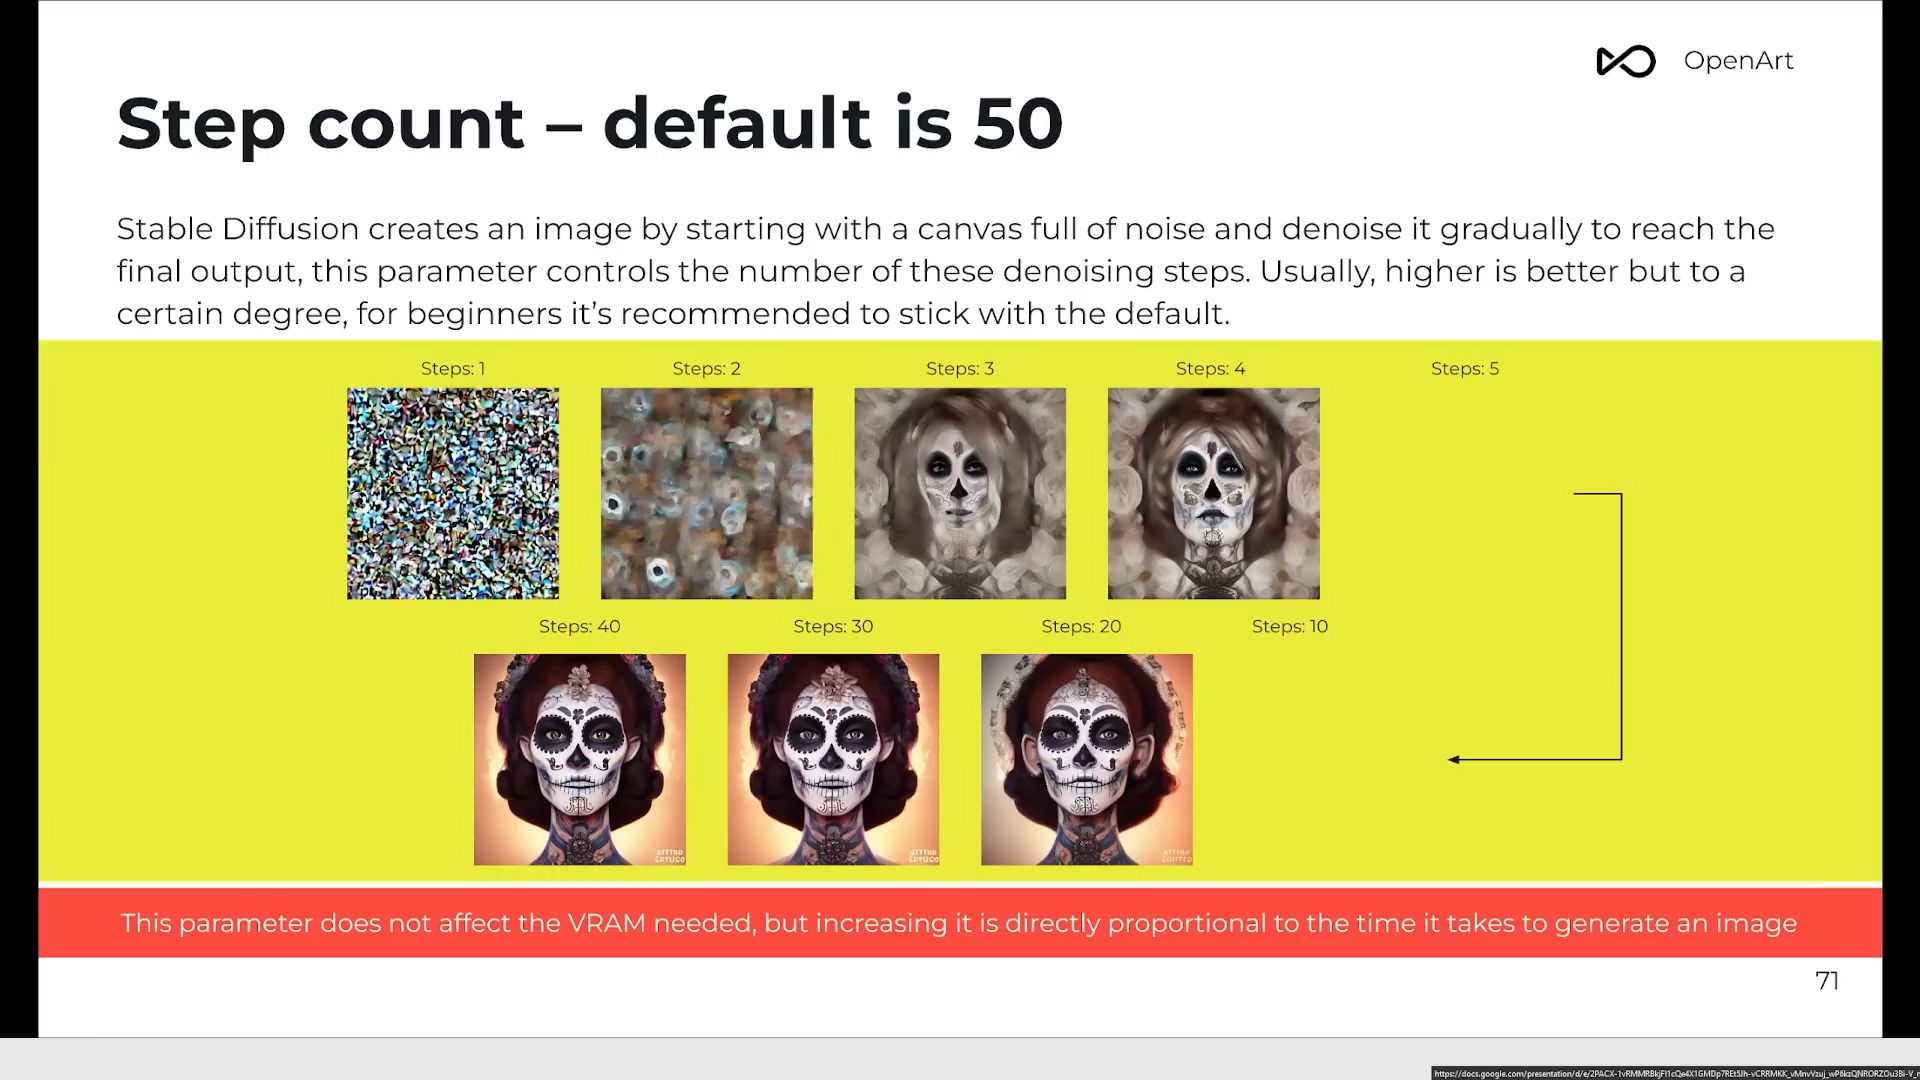 OpenArt
Step count – default is 50
Stable Diffusion creates an image by starting with a canvas full of noise and denoise it gradually to reach the
final output, this parameter controls the number of these denoising steps. Usually, higher is better but to a
certain degree, for beginners it’s recommended to stick with the default.
Steps: 1 Steps: 2 Steps: 3 Steps: 4 Steps: 5
Steps: 40 Steps: 30 Steps: 20 Steps: 10
This parameter does not affect the VRAM needed, but increasing it is directly proportional to the time it takes to generate an image
71